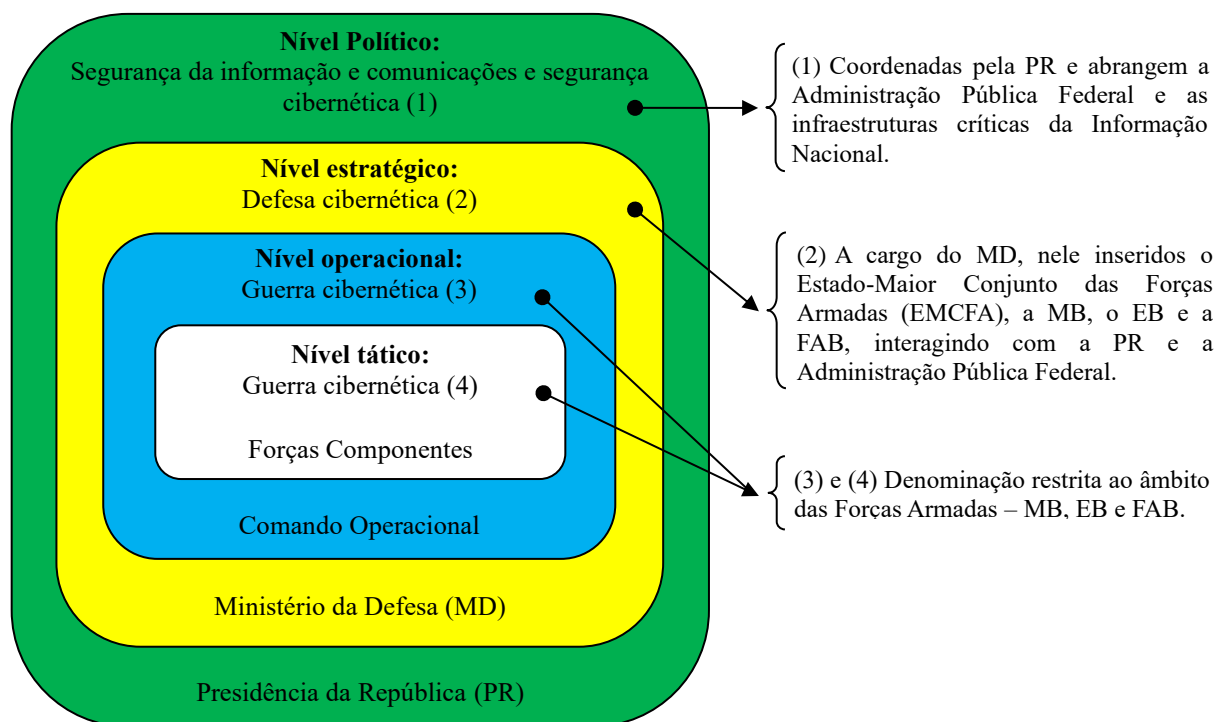 Nível Político:
Segurança da informação e comunicações e segurança
cibernética (1)
Nível estratégico:
Defesa cibernética (2)
Nível operacional:
Guerra cibernética (3)
Nível tático:
Guerra cibernética (4)
Forças Componentes
Comando Operacional
Ministério da Defesa (MD)
Presidência da República (PR)
(1) Coordenadas pela PR e abrangem a
Administração Pública Federal e as
infraestruturas críticas da Informação
Nacional.
(2) A cargo do MD, nele inseridos o
Estado-Maior Conjunto das Forças
Armadas (EMCFA), a MB, o EB e a
FAB, interagindo com a PR e a
Administração Pública Federal.
(3) e (4) Denominação restrita ao âmbito
das Forças Armadas – MB, EB e FAB.